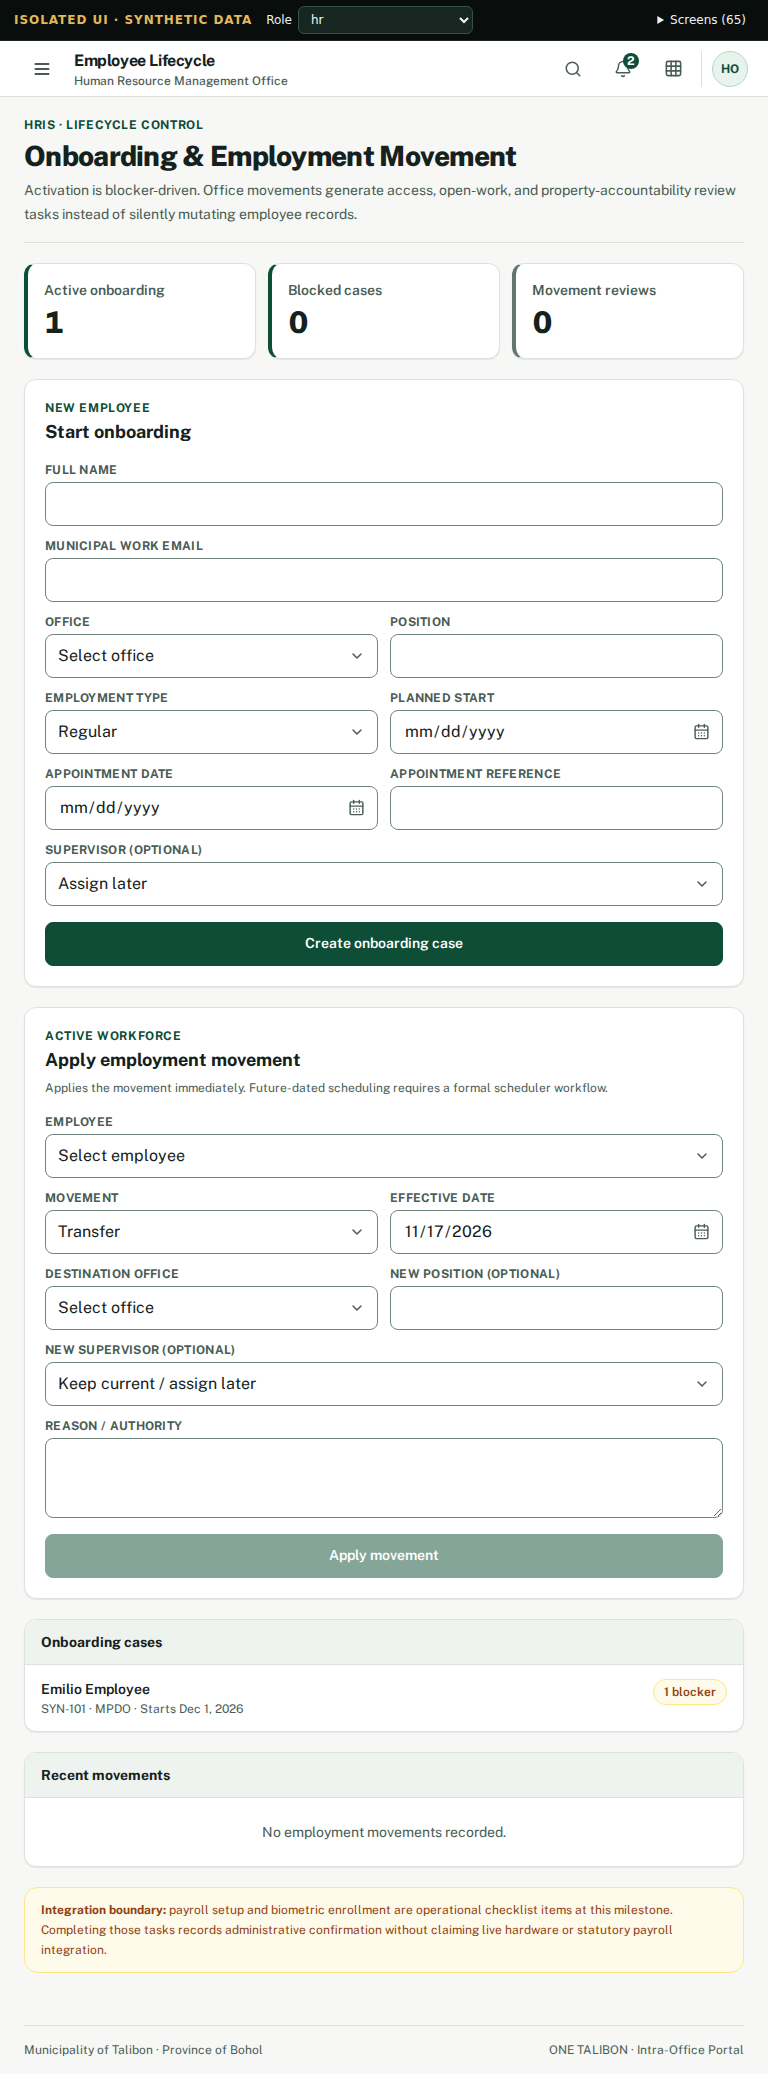 ISOLATED UI · SYNTHETIC DATA Role hr ▶ Screens (65)
Employee Lifecycle
Human Resource Management Office
2
HO
HRIS · LIFECYCLE CONTROL
Onboarding & Employment Movement
Activation is blocker-driven. Office movements generate access, open-work, and property-accountability review
tasks instead of silently mutating employee records.
Active onboarding
1
Blocked cases
0
Movement reviews
0
NEW EMPLOYEE
Start onboarding
FULL NAME
MUNICIPAL WORK EMAIL
OFFICE POSITION
Select office
EMPLOYMENT TYPE PLANNED START
Regular mm/dd/yyyy
APPOINTMENT DATE APPOINTMENT REFERENCE
mm/dd/yyyy
SUPERVISOR (OPTIONAL)
Assign later
Create onboarding case
ACTIVE WORKFORCE
Apply employment movement
Applies the movement immediately. Future-dated scheduling requires a formal scheduler workflow.
EMPLOYEE
Select employee
MOVEMENT EFFECTIVE DATE
Transfer 11/17/2026
DESTINATION OFFICE NEW POSITION (OPTIONAL)
Select office
NEW SUPERVISOR (OPTIONAL)
Keep current / assign later
REASON / AUTHORITY
Apply movement
Onboarding cases
Emilio Employee
1 blocker
SYN-101 · MPDO · Starts Dec 1, 2026
Recent movements
No employment movements recorded.
Integration boundary: payroll setup and biometric enrollment are operational checklist items at this milestone.
Completing those tasks records administrative confirmation without claiming live hardware or statutory payroll
integration.
Municipality of Talibon · Province of Bohol ONE TALIBON · Intra-Office Portal